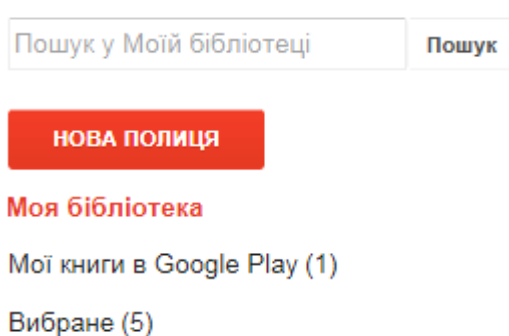 Пошук у Моїй бібліотеці Пошук
НОВА ПОЛИЦЯ
Моя бібліотека
Мої книги в Google Play (1)
Вибране (5)